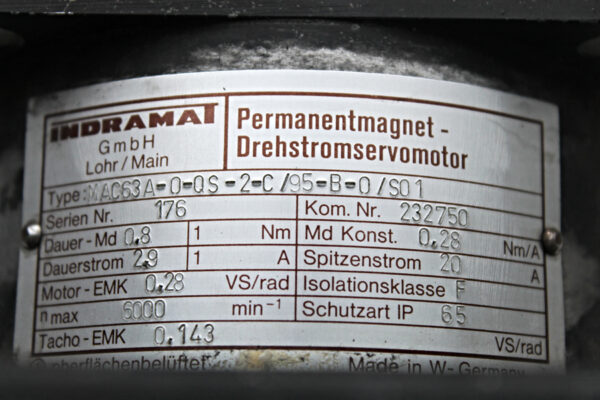 INDRAMAT
GmbH
Lohr/Main
Permanentmagnet-
Drehstromservomotor
Type: MAC63A-0-QS-2-C/95-B-0/S01
Serien Nr. 176 Kom. Nr. 232750
Dauer-Md 0,8 1 Nm Md Konst. 0,28 Nm/A
Dauerstrom 2,9 1 A Spitzenstrom 20 A
Motor-EMK 0,28 VS/rad Isolationsklasse F
n max 6000 min⁻¹ Schutzart IP 65
Tacho-EMK 0,143 VS/rad
oberflächenbelüftet Made in W-Germany